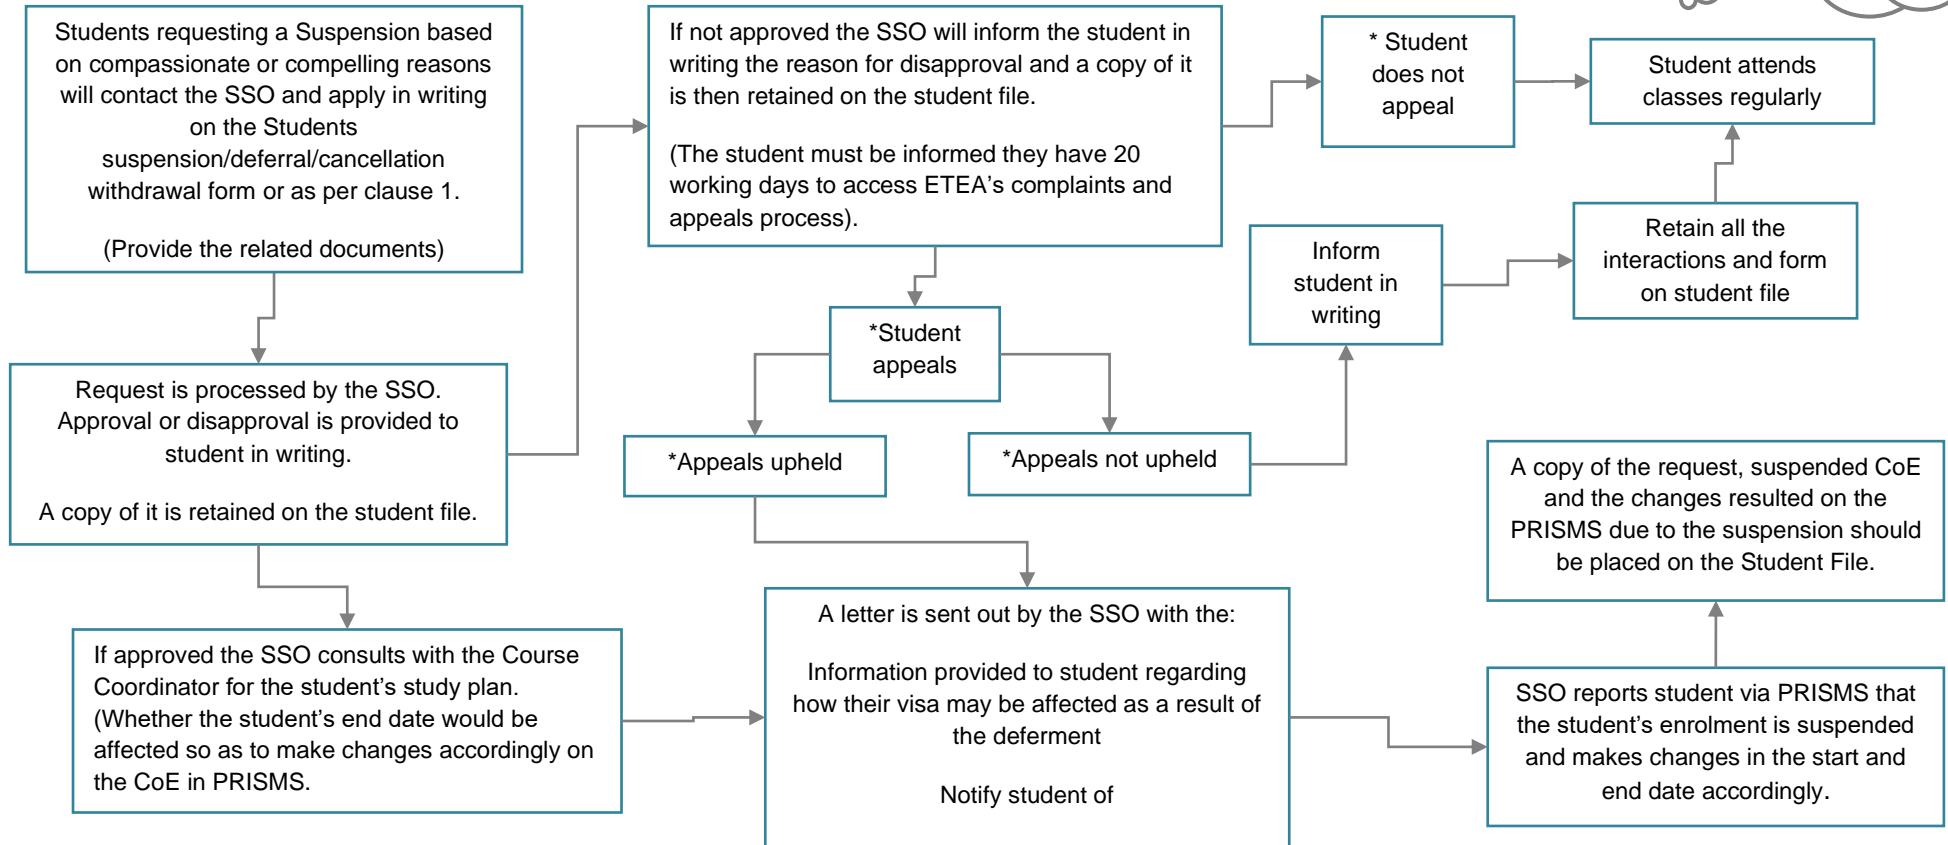 Students requesting a Suspension based
on compassionate or compelling reasons
will contact the SSO and apply in writing
on the Students
suspension/deferral/cancellation
withdrawal form or as per clause 1.
(Provide the related documents)
If not approved the SSO will inform the student in
writing the reason for disapproval and a copy of it
is then retained on the student file.
(The student must be informed they have 20
working days to access ETEA’s complaints and
appeals process).
* Student
does not
appeal
Student attends
classes regularly
Inform
student in
writing
Retain all the
interactions and form
on student file
*Student
appeals
Request is processed by the SSO.
Approval or disapproval is provided to
student in writing.
A copy of it is retained on the student file.
*Appeals upheld
*Appeals not upheld
A copy of the request, suspended CoE
and the changes resulted on the
PRISMS due to the suspension should
be placed on the Student File.
If approved the SSO consults with the Course
Coordinator for the student’s study plan.
(Whether the student’s end date would be
affected so as to make changes accordingly on
the CoE in PRISMS.
A letter is sent out by the SSO with the:
Information provided to student regarding
how their visa may be affected as a result of
the deferment
Notify student of
SSO reports student via PRISMS that
the student’s enrolment is suspended
and makes changes in the start and
end date accordingly.